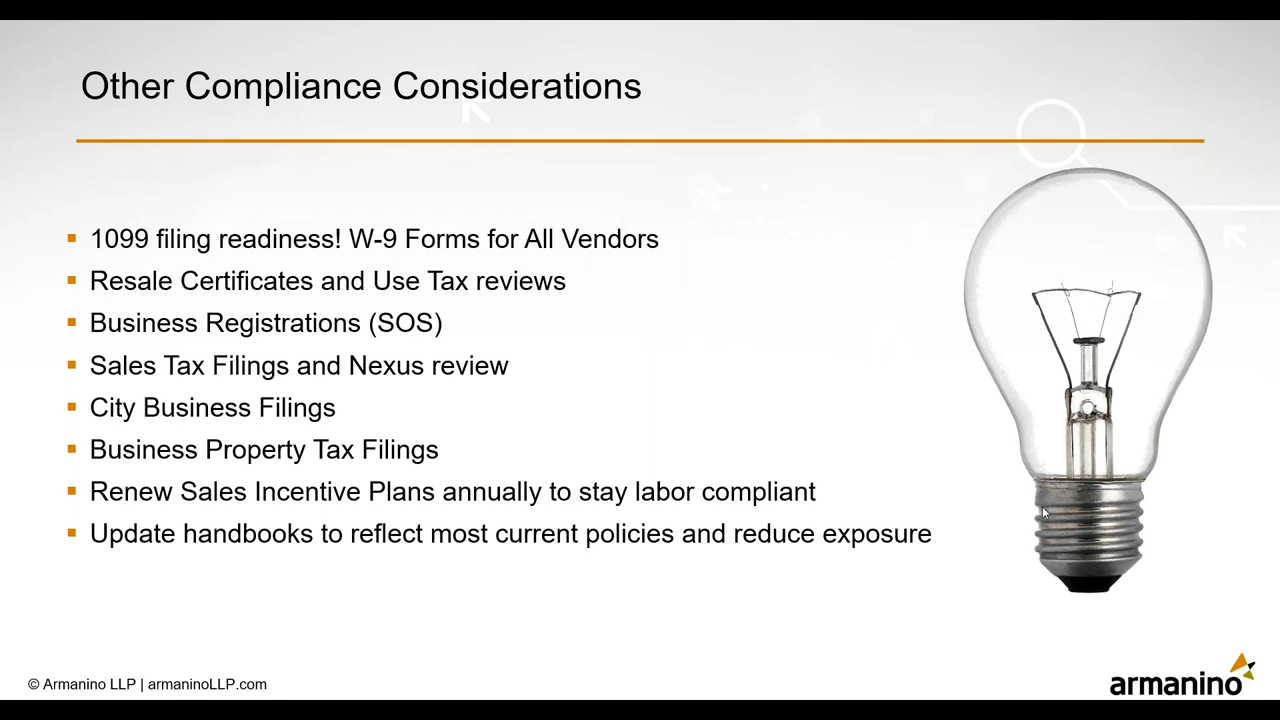 Other Compliance Considerations
1099 filing readiness! W-9 Forms for All Vendors
Resale Certificates and Use Tax reviews
Business Registrations (SOS)
Sales Tax Filings and Nexus review
City Business Filings
Business Property Tax Filings
Renew Sales Incentive Plans annually to stay labor compliant
Update handbooks to reflect most current policies and reduce exposure
© Armanino LLP | armaninoLLP.com
armanino